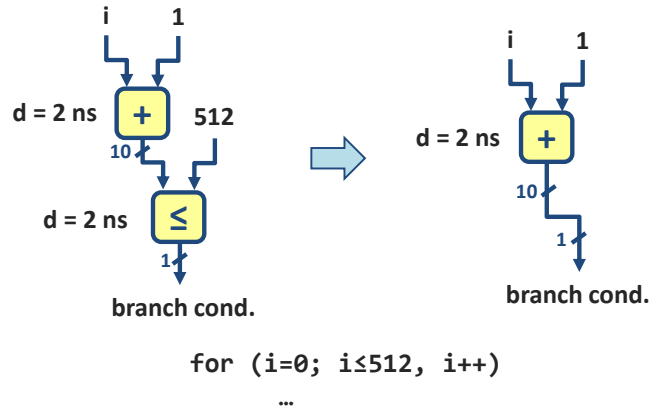 i 1
d = 2 ns + 512
10
d = 2 ns ≤
1
branch cond.
i 1
d = 2 ns +
10
1
branch cond.
for (i=0; i≤512, i++)
…